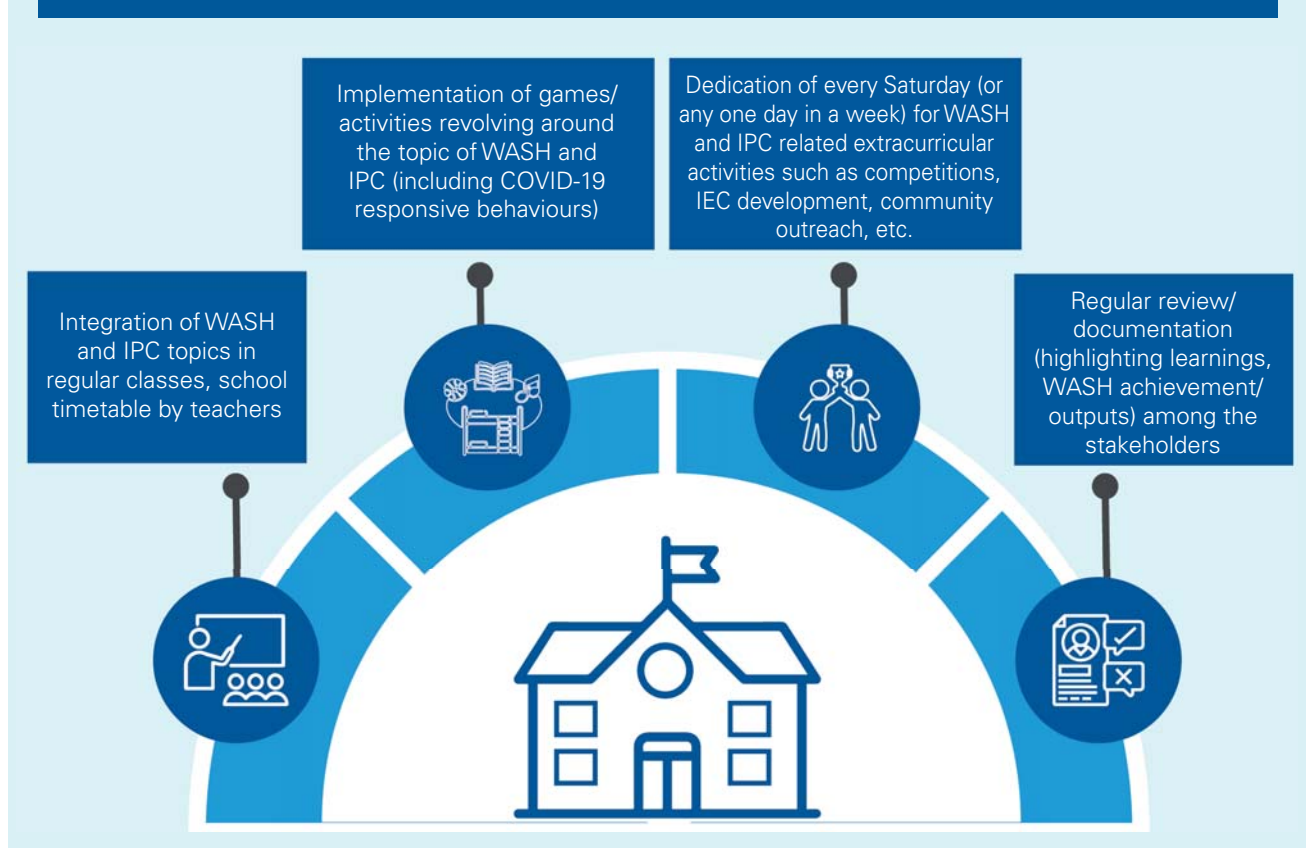 Implementation of games/
activities revolving around
the topic of WASH and
IPC (including COVID-19
responsive behaviours)
Dedication of every Saturday (or
any one day in a week) for WASH
and IPC related extracurricular
activities such as competitions,
IEC development, community
outreach, etc.
Integration of WASH
and IPC topics in
regular classes, school
timetable by teachers
Regular review/
documentation
(highlighting learnings,
WASH achievement/
outputs) among the
stakeholders